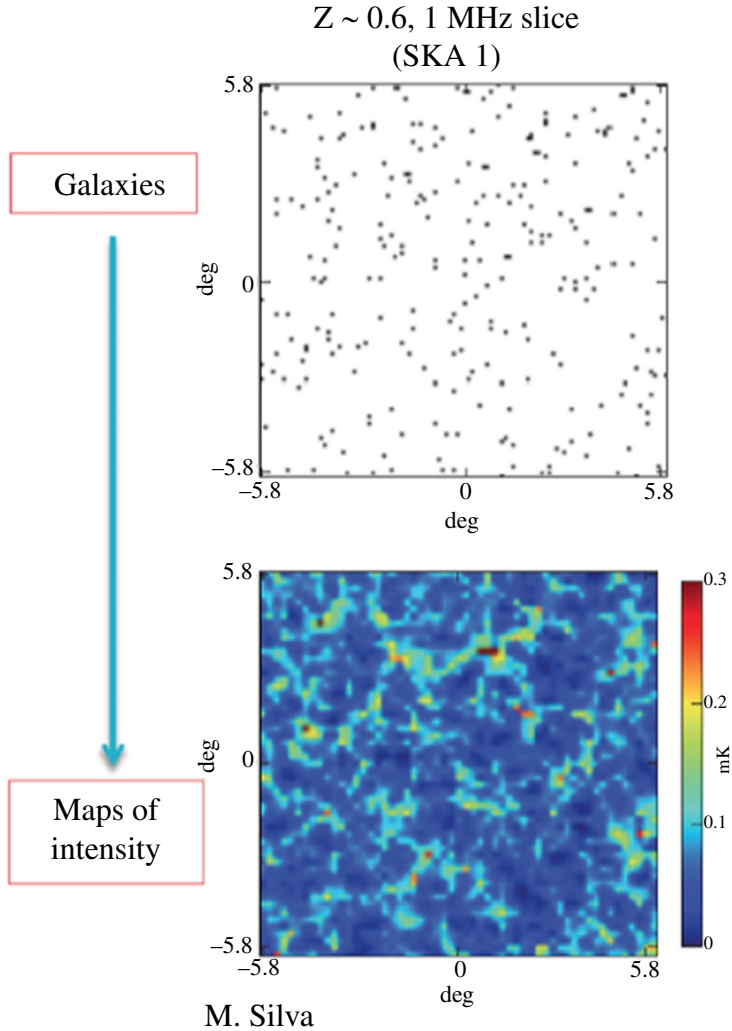 Z ~ 0.6, 1 MHz slice
(SKA 1)
5.8
Galaxies
deg
0
–5.8
–5.8
0
5.8
deg
5.8
0.3
0.2
mK
deg
0
0.1
Maps of
intensity
–5.8
0
–5.8
0
5.8
deg
M. Silva